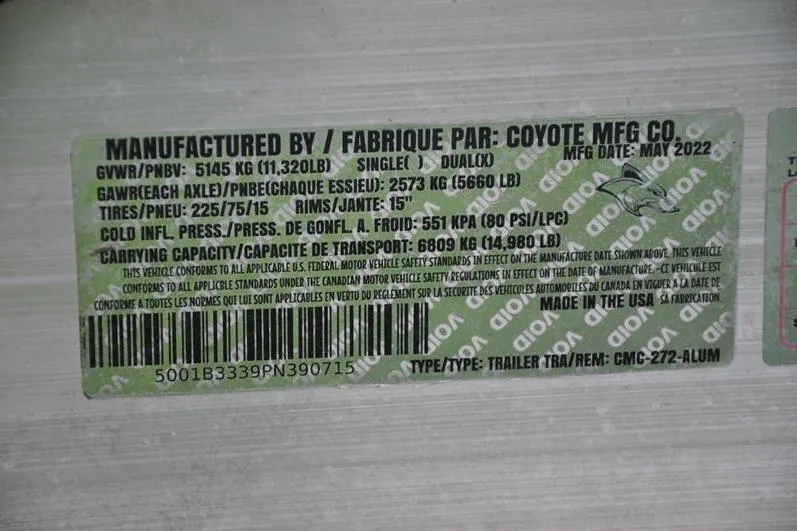 MANUFACTURED BY / FABRIQUE PAR: COYOTE MFG CO.
GVWR/PNBV: 5145 KG (11,320LB) SINGLE( ) DUAL(X) MFG DATE: MAY 2022
GAWR(EACH AXLE)/PNBE(CHAQUE ESSIEU): 2573 KG (5660 LB)
TIRES/PNEU: 225/75/15 RIMS/JANTE: 15"
COLD INFL. PRESS./PRESS. DE GONFL. A. FROID: 551 KPA (80 PSI/LPC)
CARRYING CAPACITY/CAPACITE DE TRANSPORT: 6809 KG (14,980 LB)
THIS VEHICLE CONFORMS TO ALL APPLICABLE U.S. FEDERAL MOTOR VEHICLE SAFETY STANDARDS IN EFFECT ON THE MANUFACTURE DATE SHOWN ABOVE. THIS VEHICLE
CONFORMS TO ALL APPLICBLE STANDARDS UNDER THE CANADIAN MOTOR VEHICLE SAFETY REGULATIONS IN EFFECT ON THE DATE OF MANUFACTURE. -CE VEHICULE EST
CONFORME A TOUTES LES NORMES QUI LUI SONT APPLICABLES EN VERTU DU REGLEMENT SUR LA SECURITE DES VEHICULES AUTOMOBILES DU CANADA EN VIGUER A LA DATE DE
MADE IN THE USA SA FABRICATION.
5001B3339PN390715
TYPE/TYPE: TRAILER TRA/REM: CMC-272-ALUM